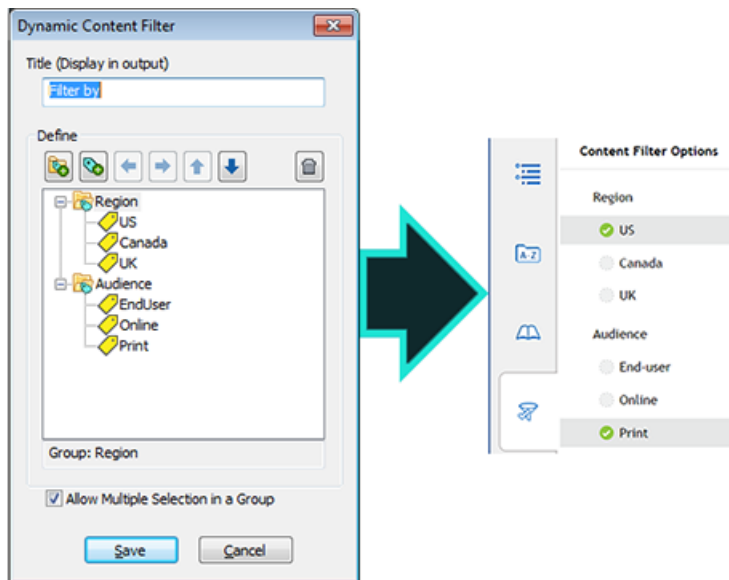 Dynamic Content Filter
Title (Display in output)
Filter by
Define
Region
US
Canada
UK
Audience
EndUser
Online
Print
Group: Region
Allow Multiple Selection in a Group
Save
Cancel
Content Filter Options
Region
US
A-Z
Canada
UK
Audience
End-user
Online
Print